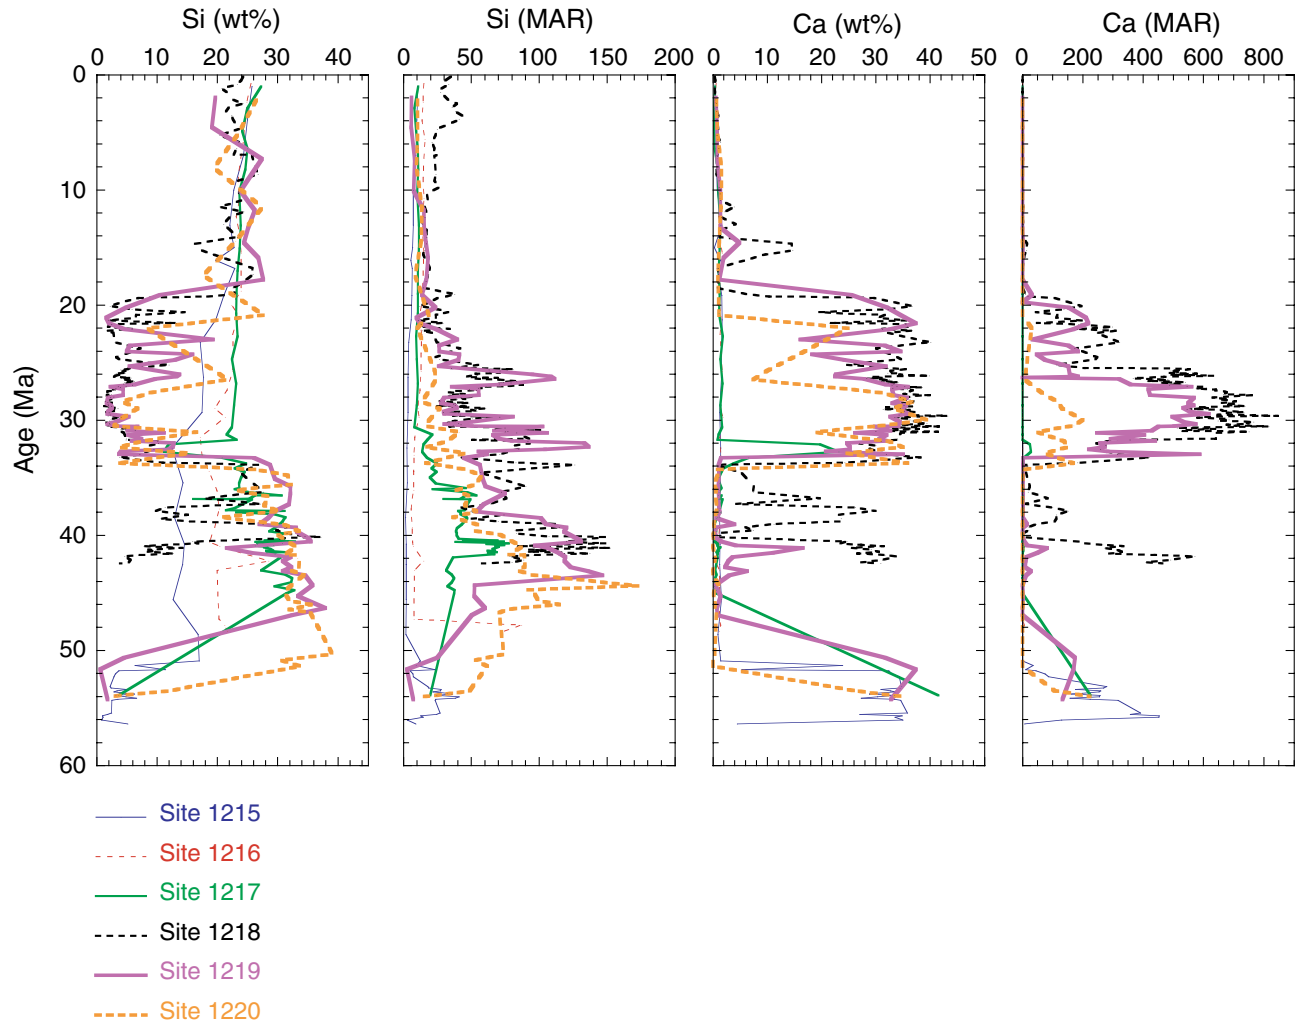 Si (wt%)
Si (MAR)
Ca (wt%)
Ca (MAR)
0 10 20 30 40
0 50 100 150 200
0 10 20 30 40 50
0 200 400 600 800
Age (Ma)
0
10
20
30
40
50
60
Site 1215
Site 1216
Site 1217
Site 1218
Site 1219
Site 1220